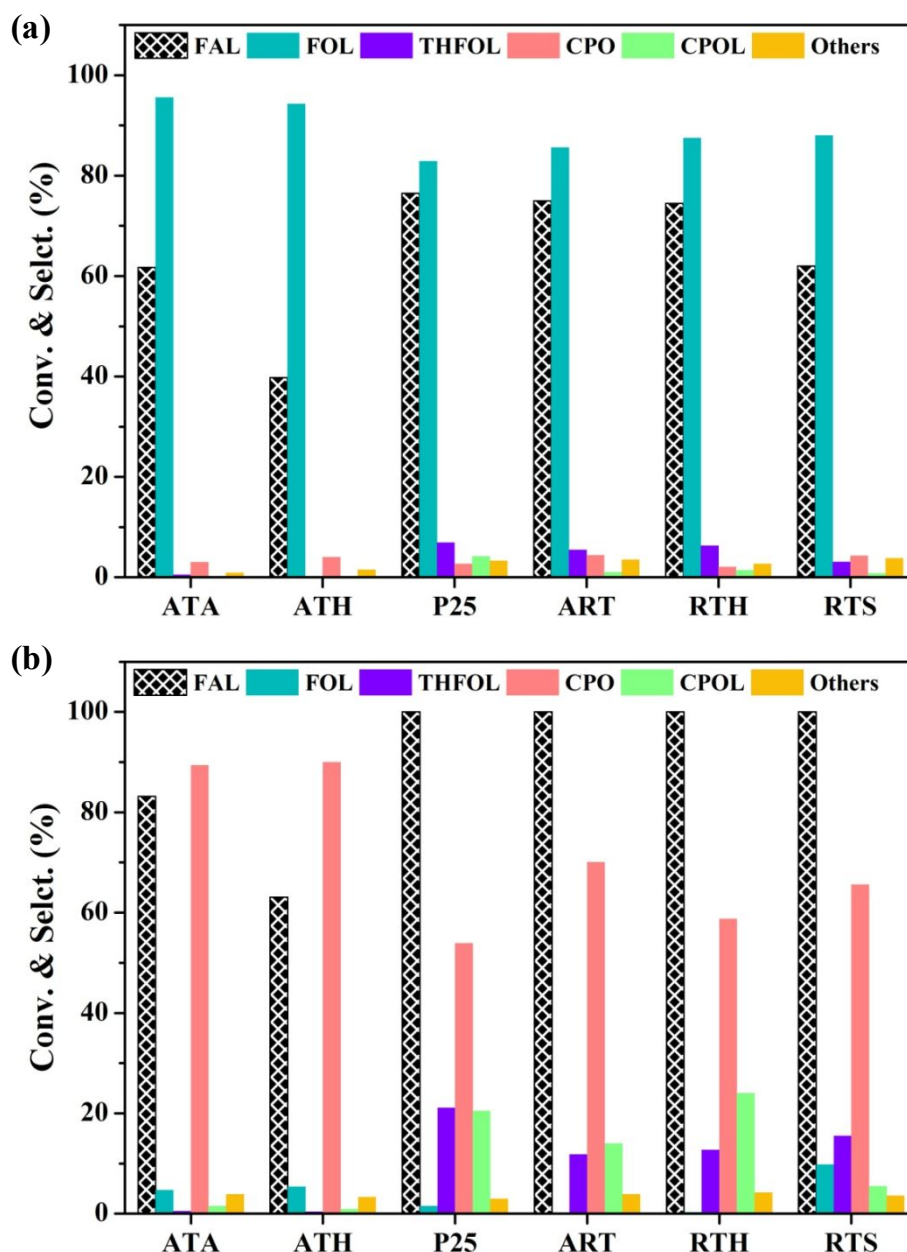 (a)
FAL FOL THFOL CPO CPOL Others
Conv. & Selct. (%)
100
80
60
40
20
0
ATA ATH P25 ART RTH RTS
(b)
FAL FOL THFOL CPO CPOL Others
Conv. & Selct. (%)
100
80
60
40
20
0
ATA ATH P25 ART RTH RTS